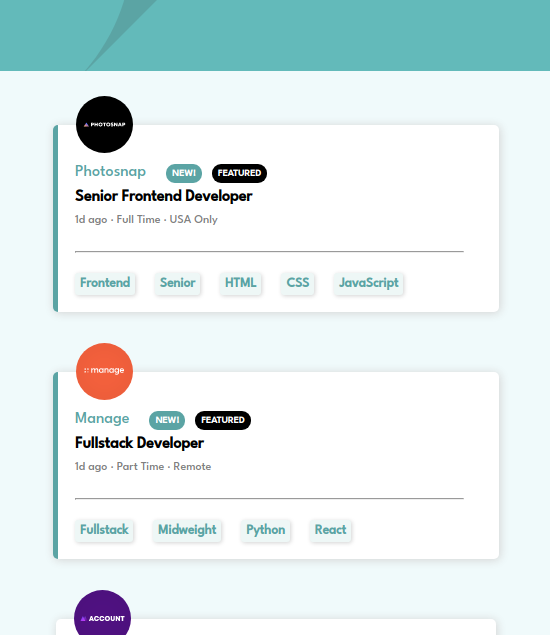 PHOTOSNAP
Photosnap NEW! FEATURED
Senior Frontend Developer
1d ago · Full Time · USA Only
Frontend Senior HTML CSS JavaScript
manage
Manage NEW! FEATURED
Fullstack Developer
1d ago · Part Time · Remote
Fullstack Midweight Python React
ACCOUNT